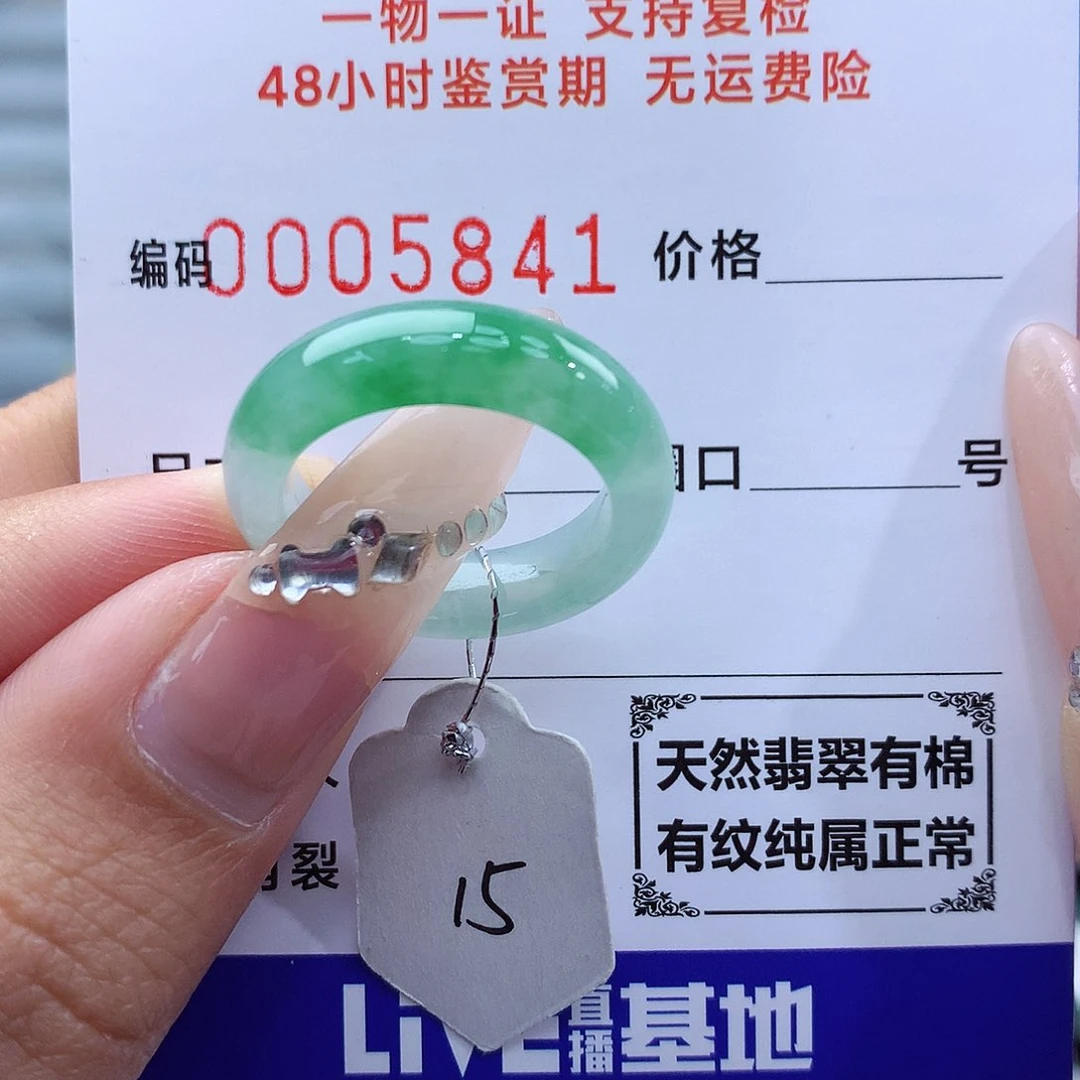 一物一证 支持复检
48小时鉴赏期 无运费险
编码0005841 价格
圈口 号
天然翡翠有棉
有纹纯属正常
裂
15
LiVE直播基地